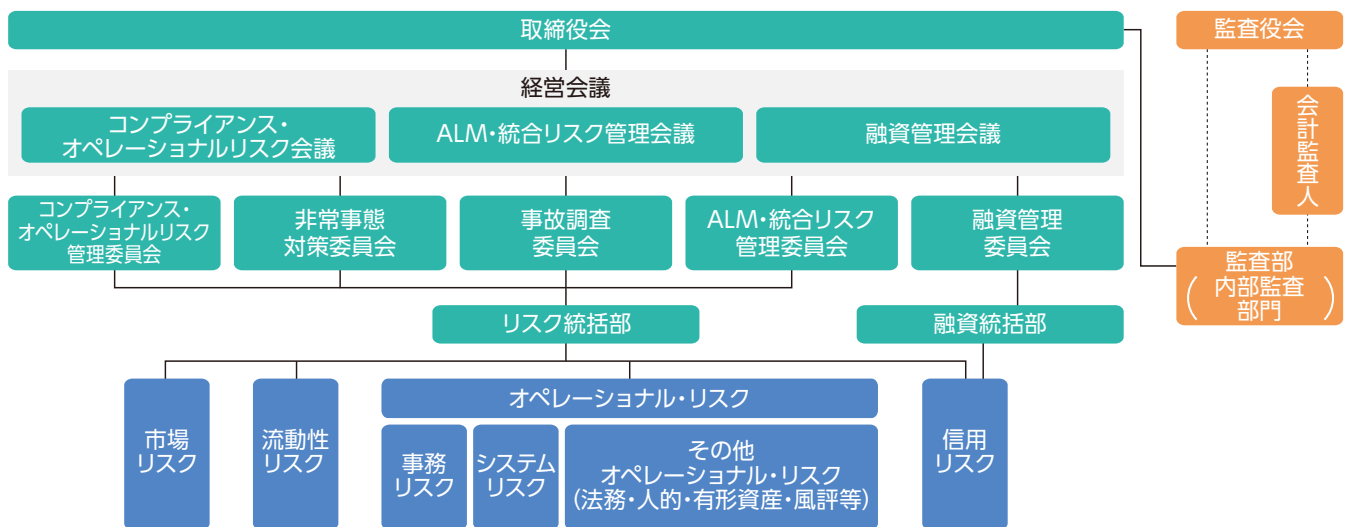 取締役会
監査役会
経営会議
コンプライアンス・
オペレーショナルリスク会議
ALM・統合リスク管理会議
融資管理会議
会計監査人
コンプライアンス・
オペレーショナルリスク
管理委員会
非常事態
対策委員会
事故調査
委員会
ALM・統合リスク
管理委員会
融資管理
委員会
監査部
(内部監査
部門)
リスク統括部
融資統括部
市場
リスク
流動性
リスク
オペレーショナル・リスク
事務
リスク
システム
リスク
その他
オペレーショナル・リスク
(法務・人的・有形資産・風評等)
信用
リスク